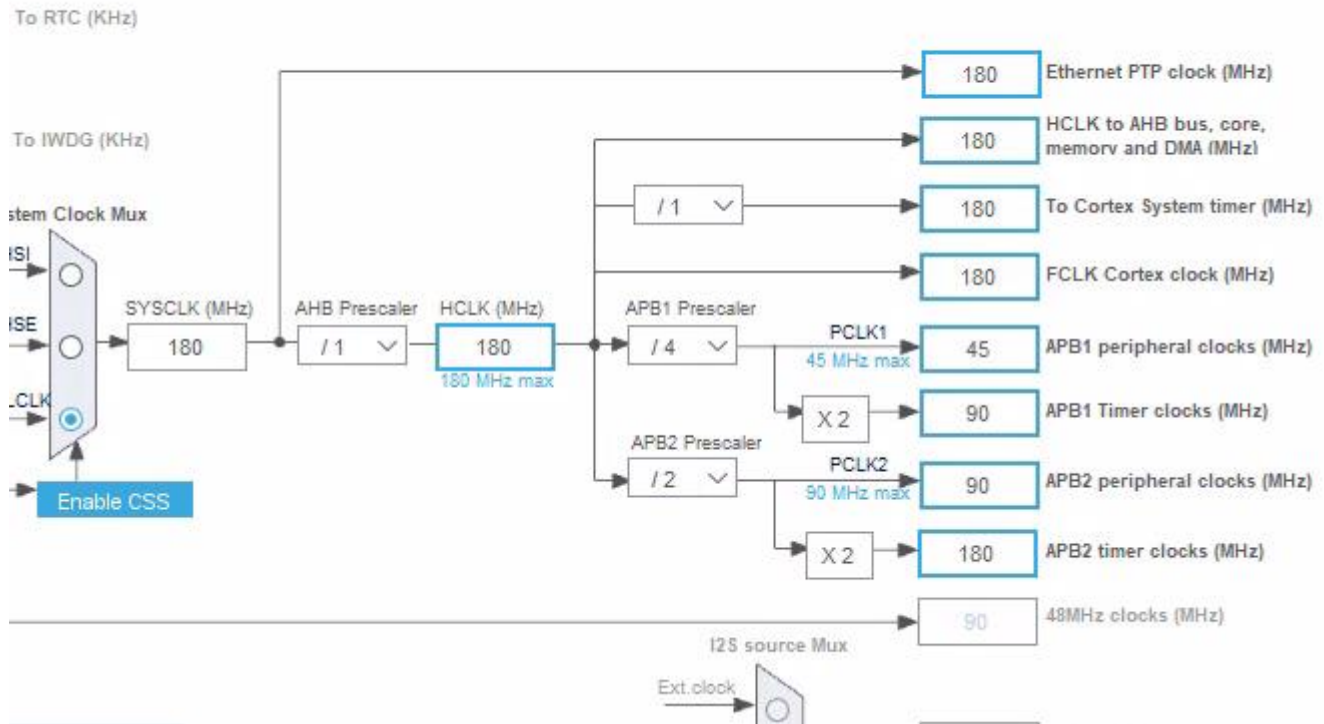 To RTC (KHz)
180
Ethernet PTP clock (MHz)
To IWDG (KHz)
180
HCLK to AHB bus, core,
memory and DMA (MHz)
/ 1
180
To Cortex System timer (MHz)
stem Clock Mux
180
FCLK Cortex clock (MHz)
SYSCLK (MHz)
AHB Prescaler
HCLK (MHz)
APB1 Prescaler
180
/ 1
180
180 MHz max
/ 4
PCLK1
45 MHz max
45
APB1 peripheral clocks (MHz)
X 2
90
APB1 Timer clocks (MHz)
APB2 Prescaler
/ 2
PCLK2
90 MHz max
90
APB2 peripheral clocks (MHz)
Enable CSS
X 2
180
APB2 timer clocks (MHz)
90
48MHz clocks (MHz)
I2S source Mux
Ext.clock